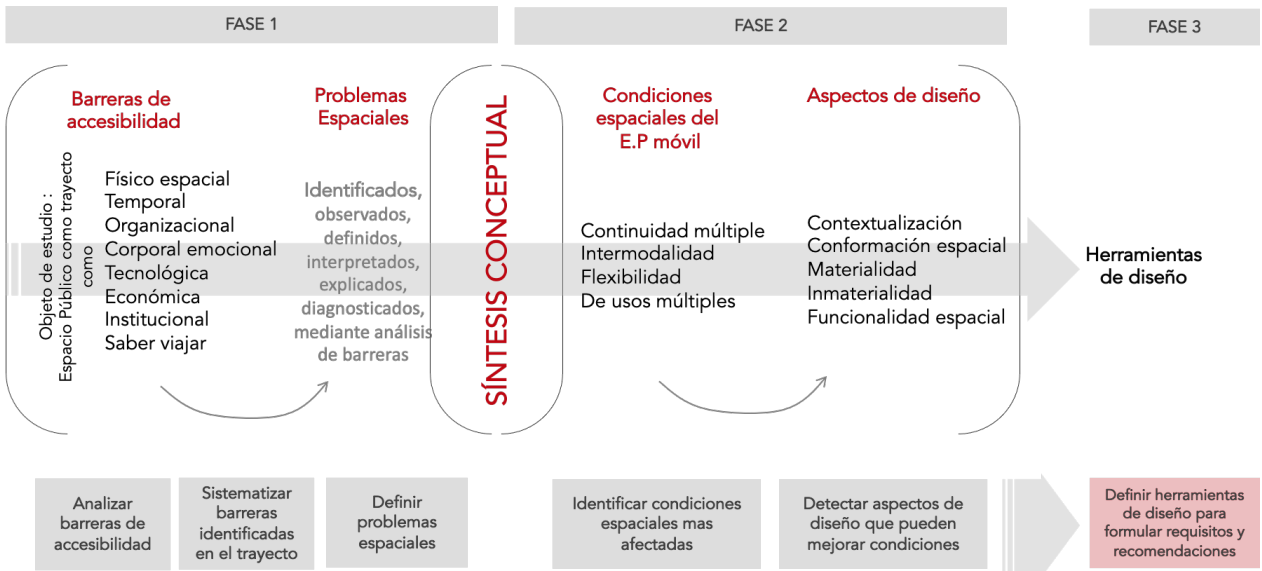 FASE 1
FASE 2
FASE 3
Objeto de estudio :
Espacio Público como trayecto
como
Barreras de
accesibilidad
Físico espacial
Temporal
Organizacional
Corporal emocional
Tecnológica
Económica
Institucional
Saber viajar
Problemas
Espaciales
Identificados,
observados,
definidos,
interpretados,
explicados,
diagnosticados,
mediante análisis
de barreras
SÍNTESIS CONCEPTUAL
Condiciones
espaciales del
E.P móvil
Continuidad múltiple
Intermodalidad
Flexibilidad
De usos múltiples
Aspectos de diseño
Contextualización
Conformación espacial
Materialidad
Inmaterialidad
Funcionalidad espacial
Herramientas
de diseño
Analizar
barreras de
accesibilidad
Sistematizar
barreras
identificadas
en el trayecto
Definir
problemas
espaciales
Identificar condiciones
espaciales mas
afectadas
Detectar aspectos de
diseño que pueden
mejorar condiciones
Definir herramientas
de diseño para
formular requisitos y
recomendaciones